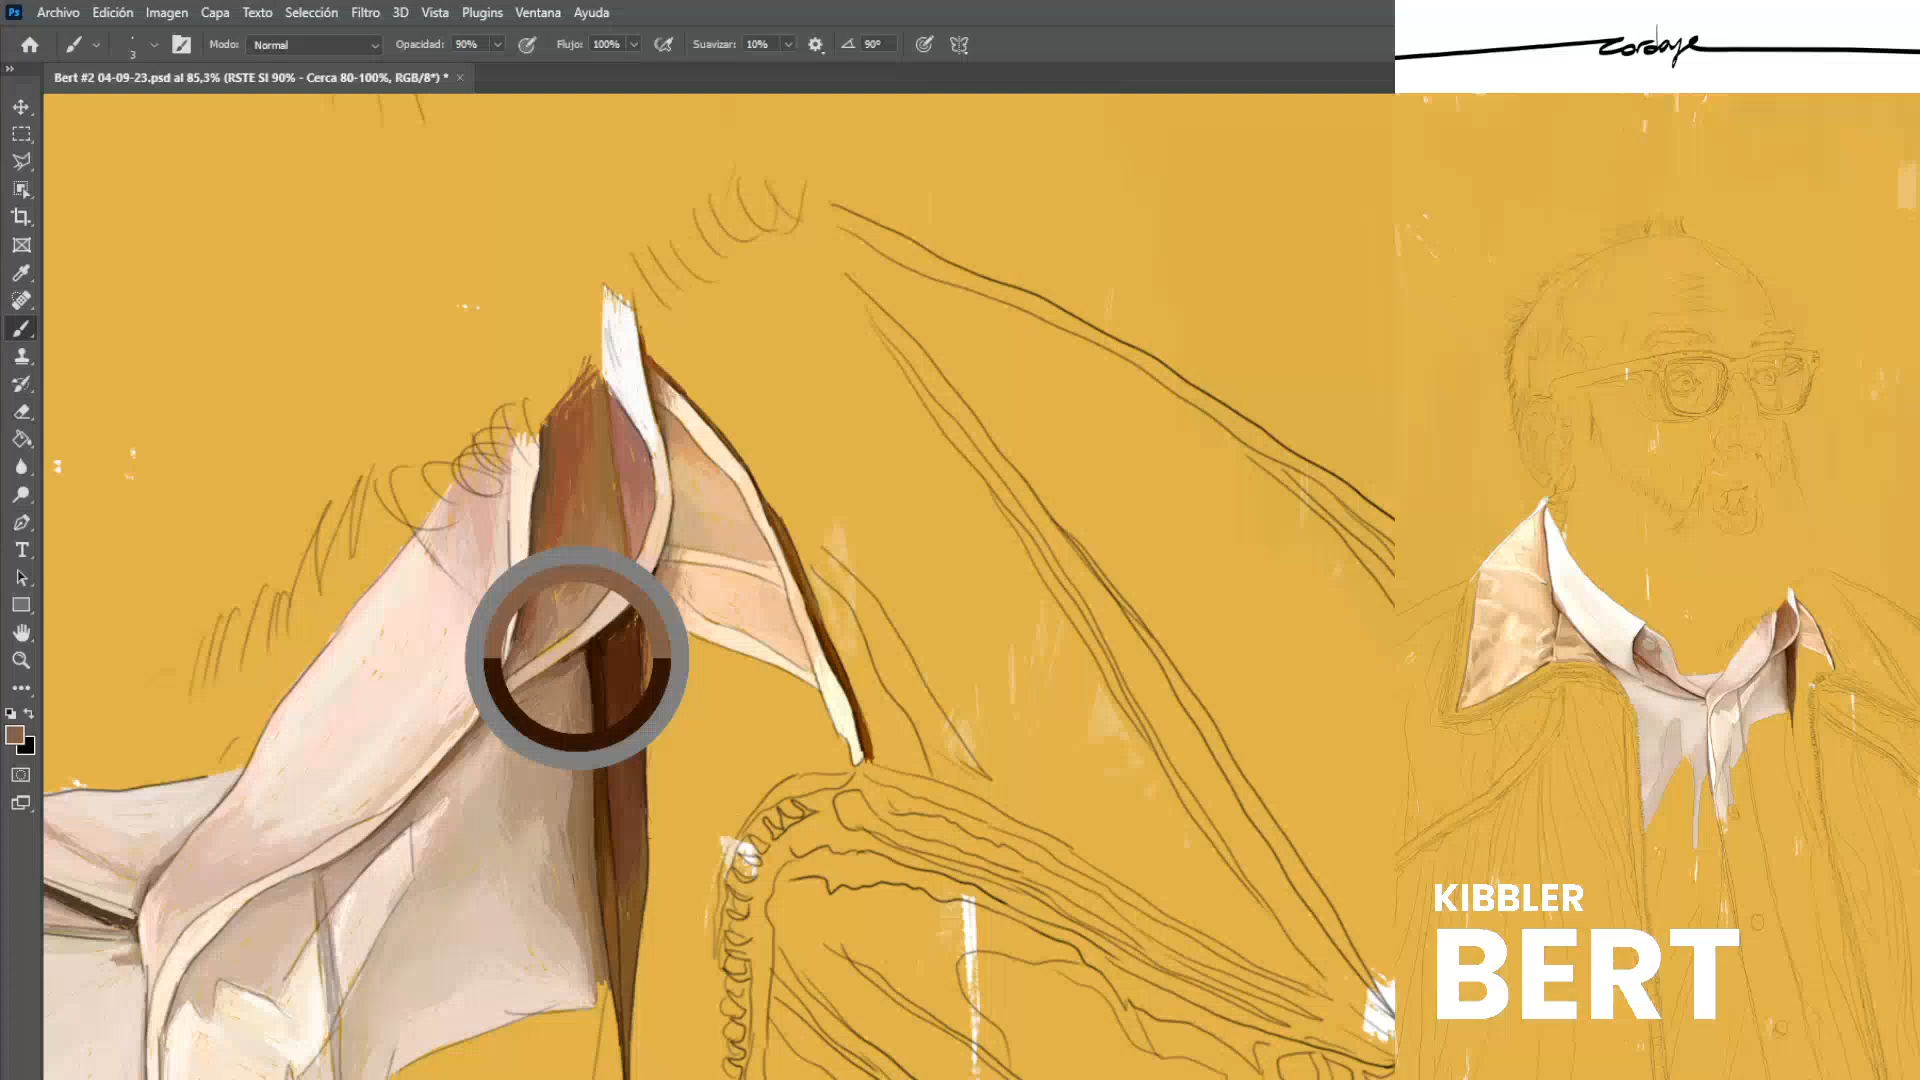 Ps Archivo Edición Imagen Capa Texto Selección Filtro 3D Vista Plugins Ventana Ayuda
3 Modo: Normal Opacidad: 90% Flujo: 100% Suavizar: 10% 90°
Bert #2 04-09-23.psd al 85,3% (RSTE SI 90% - Cerca 80-100%, RGB/8*) *
KIBBLER
BERT